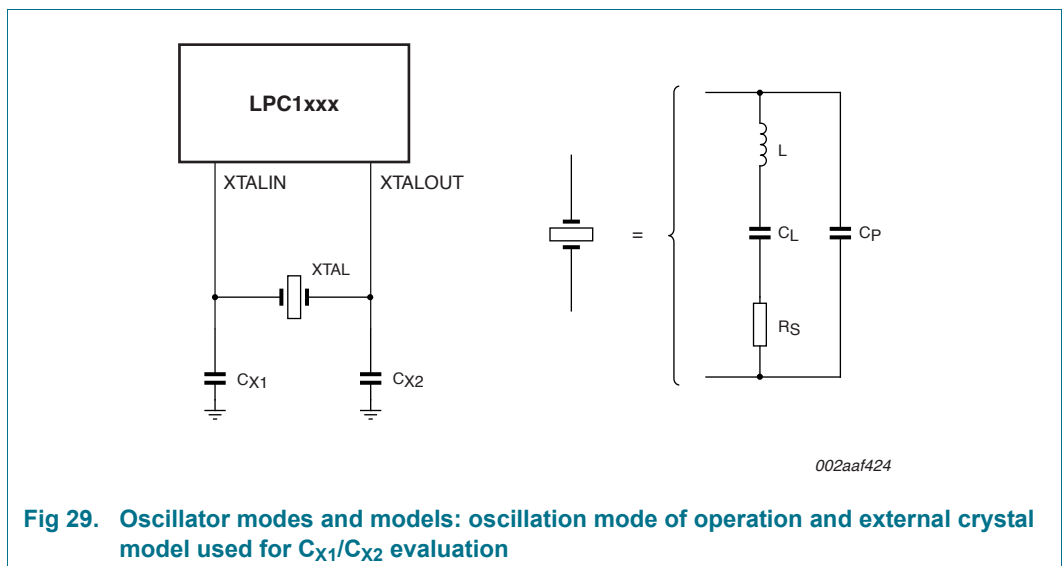 LPC1xxx
XTALIN
XTALOUT
XTAL
CX1
CX2
=
L
CL
CP
RS
002aaf424
Fig 29. Oscillator modes and models: oscillation mode of operation and external crystal
model used for CX1/CX2 evaluation